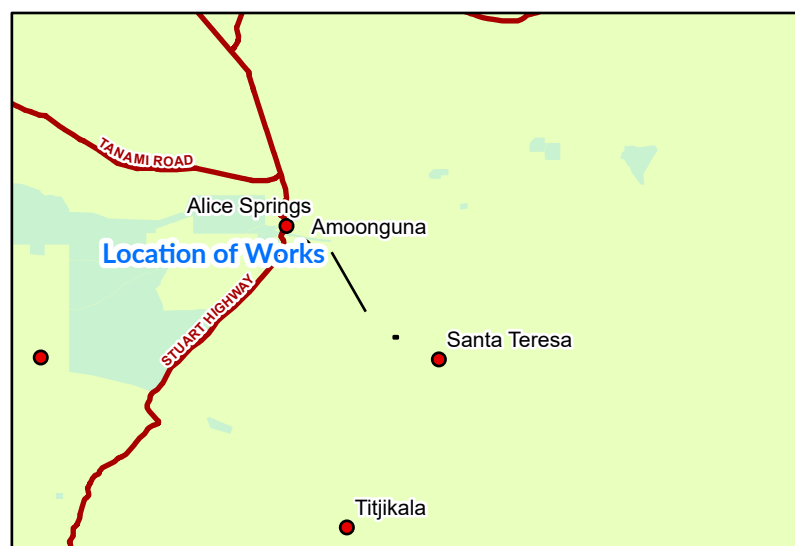 TANAMI ROAD
Alice Springs
Amoonguna
Location of Works
STUART HIGHWAY
Santa Teresa
Titjikala